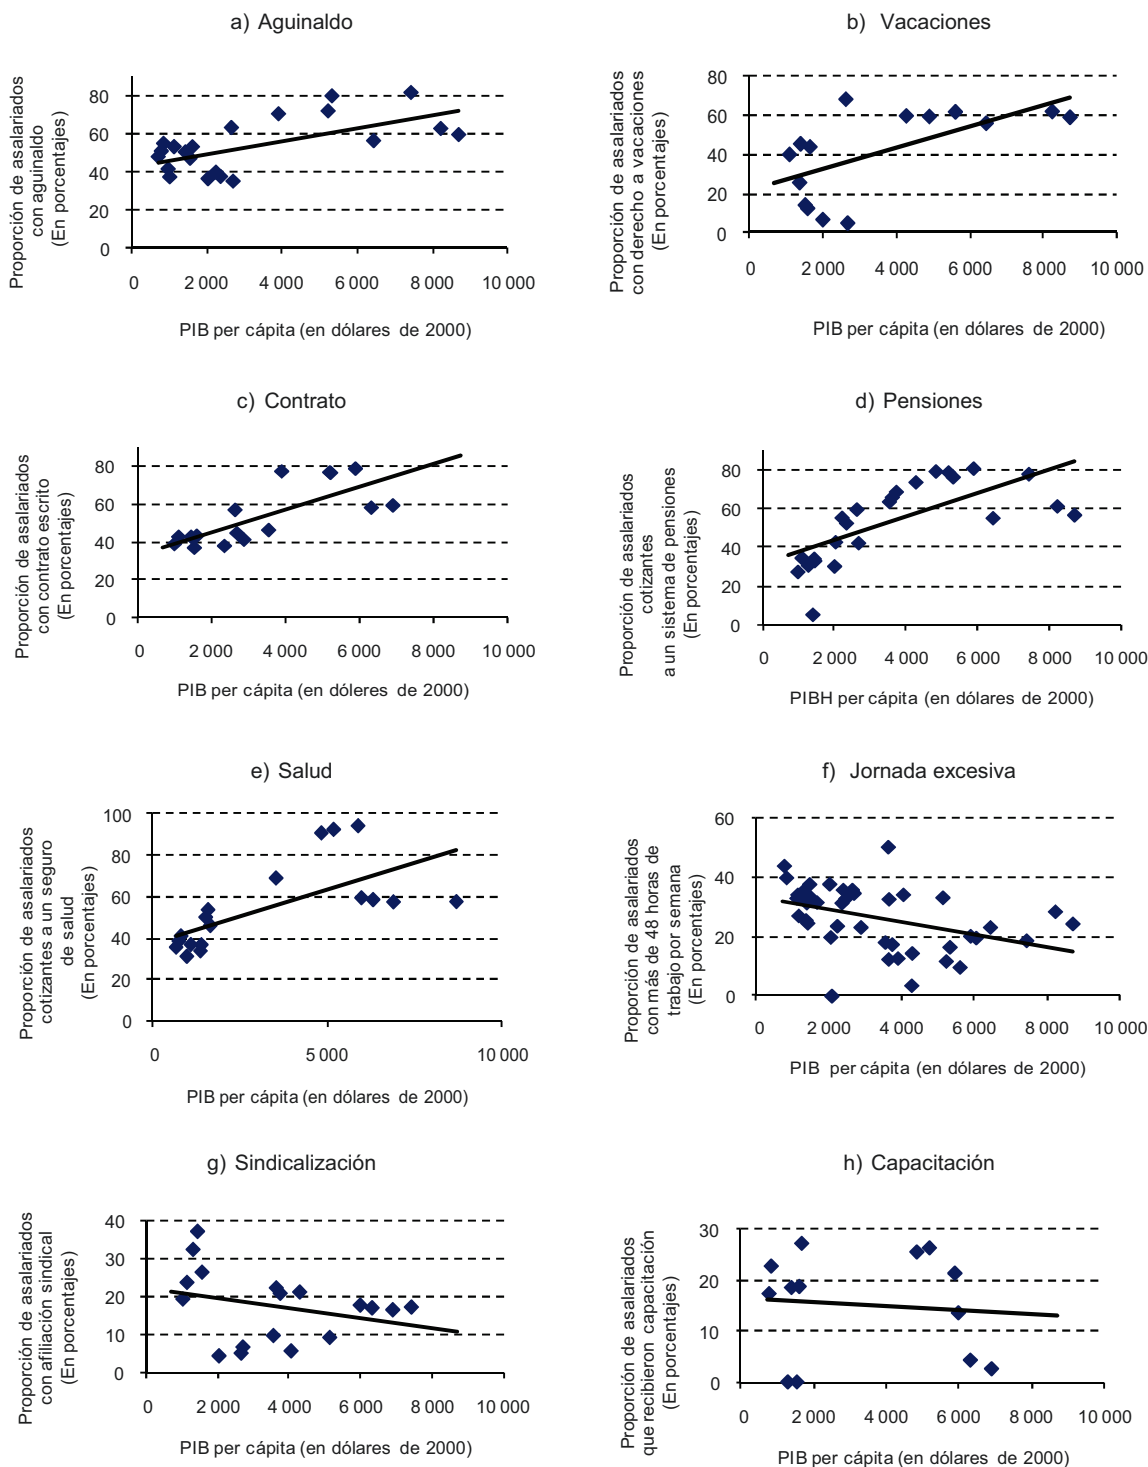 a) Aguinaldo
Proporción de asalariados
con aguinaldo
(En porcentajes)
80
60
40
20
0
0 2 000 4 000 6 000 8 000 10 000
PIB per cápita (en dólares de 2000)
b) Vacaciones
Proporción de asalariados
con derecho a vacaciones
(En porcentajes)
80
60
40
20
0
0 2 000 4 000 6 000 8 000 10 000
PIB per cápita (en dólares de 2000)
c) Contrato
Proporción de asalariados
con contrato escrito
(En porcentajes)
80
60
40
20
0
0 2 000 4 000 6 000 8 000 10 000
PIB per cápita (en dóleres de 2000)
d) Pensiones
Proporción de asalariados
cotizantes
a un sistema de pensiones
(En porcentajes)
80
60
40
20
0
0 2 000 4 000 6 000 8 000 10 000
PIBH per cápita (en dólares de 2000)
e) Salud
Proporción de asalariados
cotizantes a un seguro
de salud
(En porcentajes)
100
80
60
40
20
0
0 5 000 10 000
PIB per cápita (en dólares de 2000)
f) Jornada excesiva
Proporción de asalariados
con más de 48 horas de
trabajo por semana
(En porcentajes)
60
40
20
0
0 2 000 4 000 6 000 8 000 10 000
PIB per cápita (en dólares de 2000)
g) Sindicalización
Proporción de asalariados
con afiliación sindical
(En porcentajes)
40
30
20
10
0
0 2 000 4 000 6 000 8 000 10 000
PIB per cápita (en dólares de 2000)
h) Capacitación
Proporción de asalariados
que recibieron capacitación
(En porcentajes)
30
20
10
0
0 2 000 4 000 6 000 8 000 10 000
PIB per cápita (en dólares de 2000)